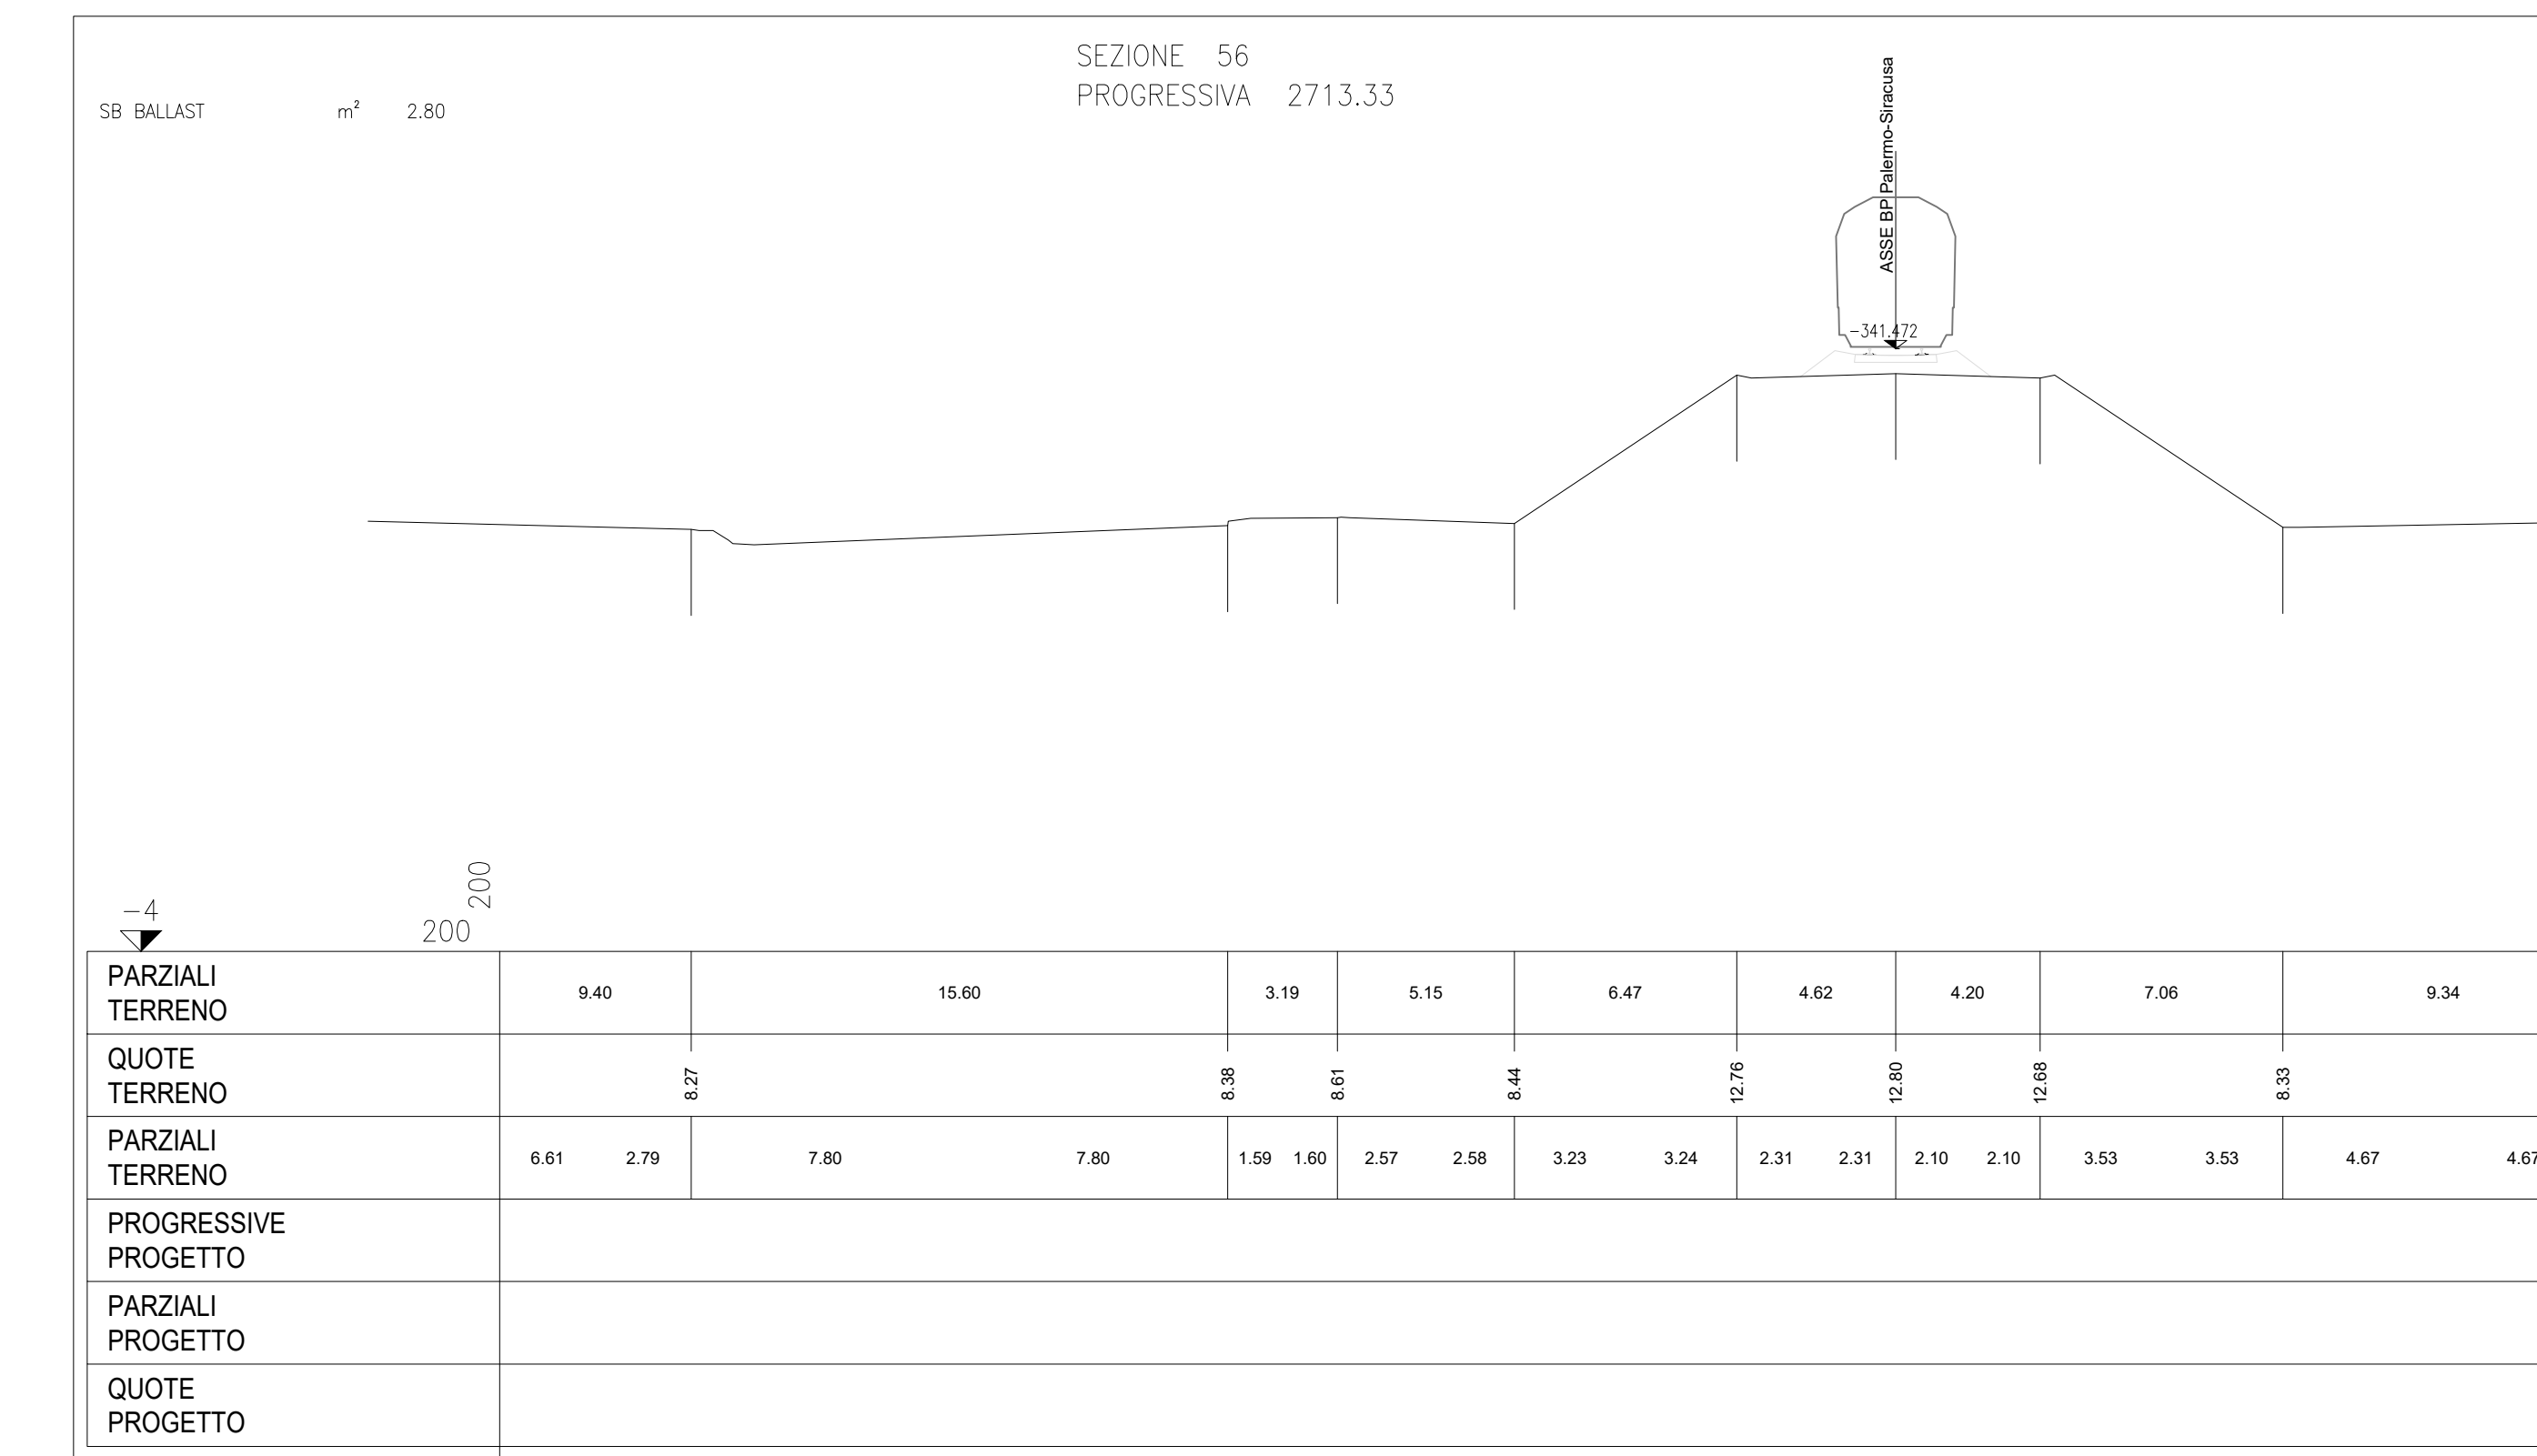 SEZIONE 56
PROGRESSIVA 2713.33
SB BALLAST m² 2.80
ASSE BP Palermo-Siracusa
-341.472
200
-4
200
PARZIALI
TERRENO
9.40 15.60 3.19 5.15 6.47 4.62 4.20 7.06 9.34
QUOTE
TERRENO
8.27 8.38 8.61 8.44 12.76 12.80 12.68 8.33
PARZIALI
TERRENO
6.61 2.79 7.80 7.80 1.59 1.60 2.57 2.58 3.23 3.24 2.31 2.31 2.10 2.10 3.53 3.53 4.67 4.67
PROGRESSIVE
PROGETTO
PARZIALI
PROGETTO
QUOTE
PROGETTO